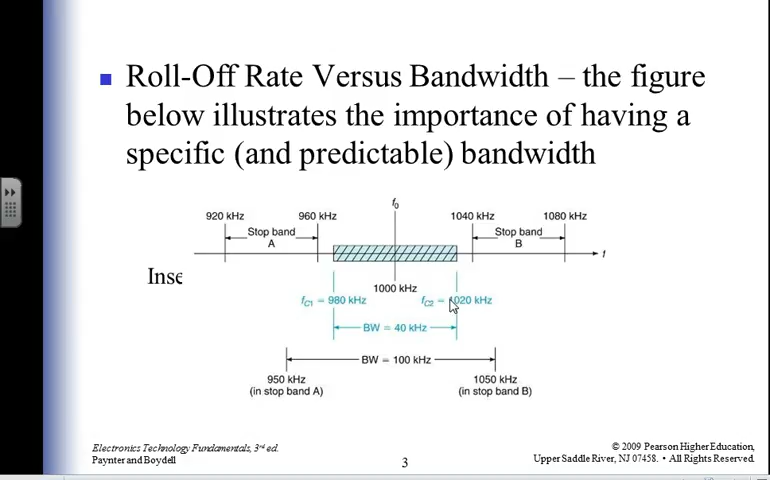 ■ Roll-Off Rate Versus Bandwidth – the figure
below illustrates the importance of having a
specific (and predictable) bandwidth
f0
920 kHz 960 kHz 1040 kHz 1080 kHz
Stop band A
Stop band B
f
Inse
1000 kHz
fC1 = 980 kHz fC2 = 1020 kHz
BW = 40 kHz
BW = 100 kHz
950 kHz 1050 kHz
(in stop band A) (in stop band B)
Electronics Technology Fundamentals, 3rd ed.
Paynter and Boydell
3
© 2009 Pearson Higher Education,
Upper Saddle River, NJ 07458. • All Rights Reserved.